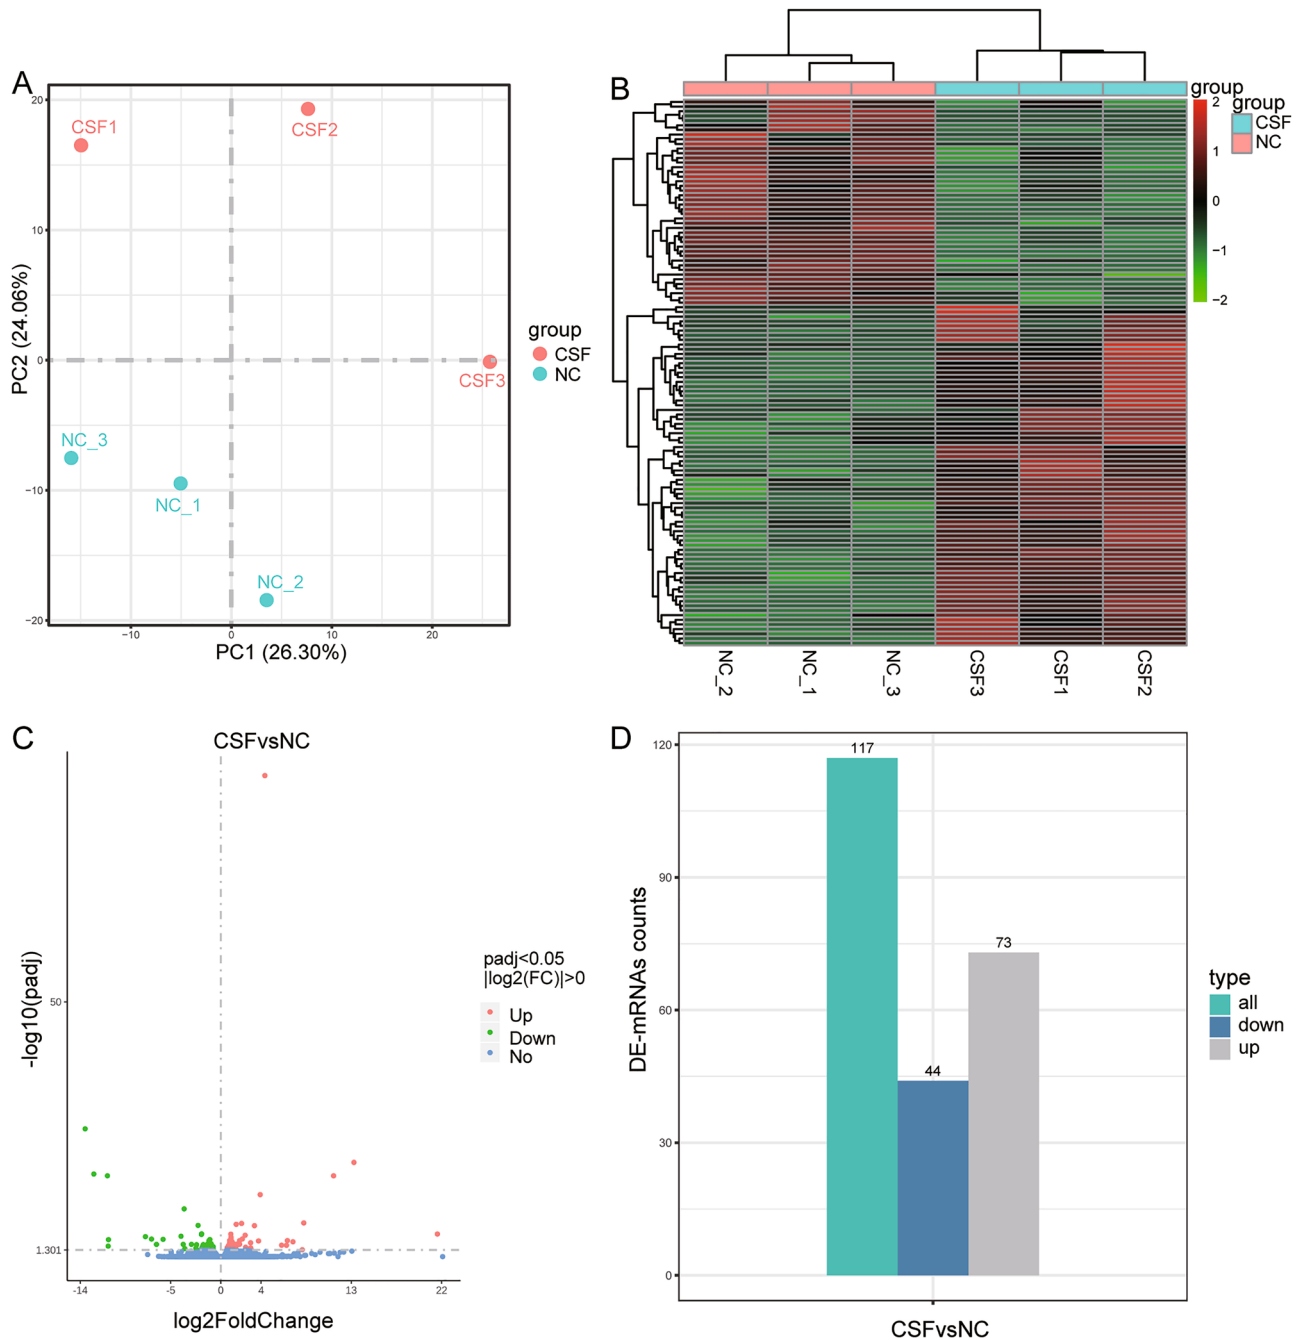 A
CSF1
CSF2
CSF3
NC_3
NC_1
NC_2
20
10
0
−10
−20
−10
0
10
20
PC2 (24.06%)
PC1 (26.30%)
group
CSF
NC
B
group
2
1
0
−1
−2
group
CSF
NC
NC_2
NC_1
NC_3
CSF3
CSF1
CSF2
C
CSFvsNC
50
1.301
-14
-5
0
4
13
22
-log10(padj)
log2FoldChange
padj<0.05
|log2(FC)|>0
Up
Down
No
D
117
44
73
120
90
60
30
0
DE-mRNAs counts
CSFvsNC
type
all
down
up